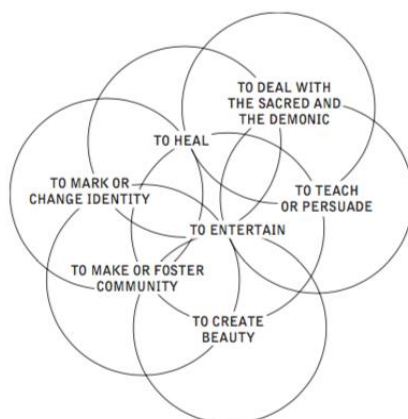 TO DEAL WITH
THE SACRED AND
THE DEMONIC
TO HEAL
TO MARK OR
CHANGE IDENTITY
TO TEACH
OR PERSUADE
TO ENTERTAIN
TO MAKE OR FOSTER
COMMUNITY
TO CREATE
BEAUTY